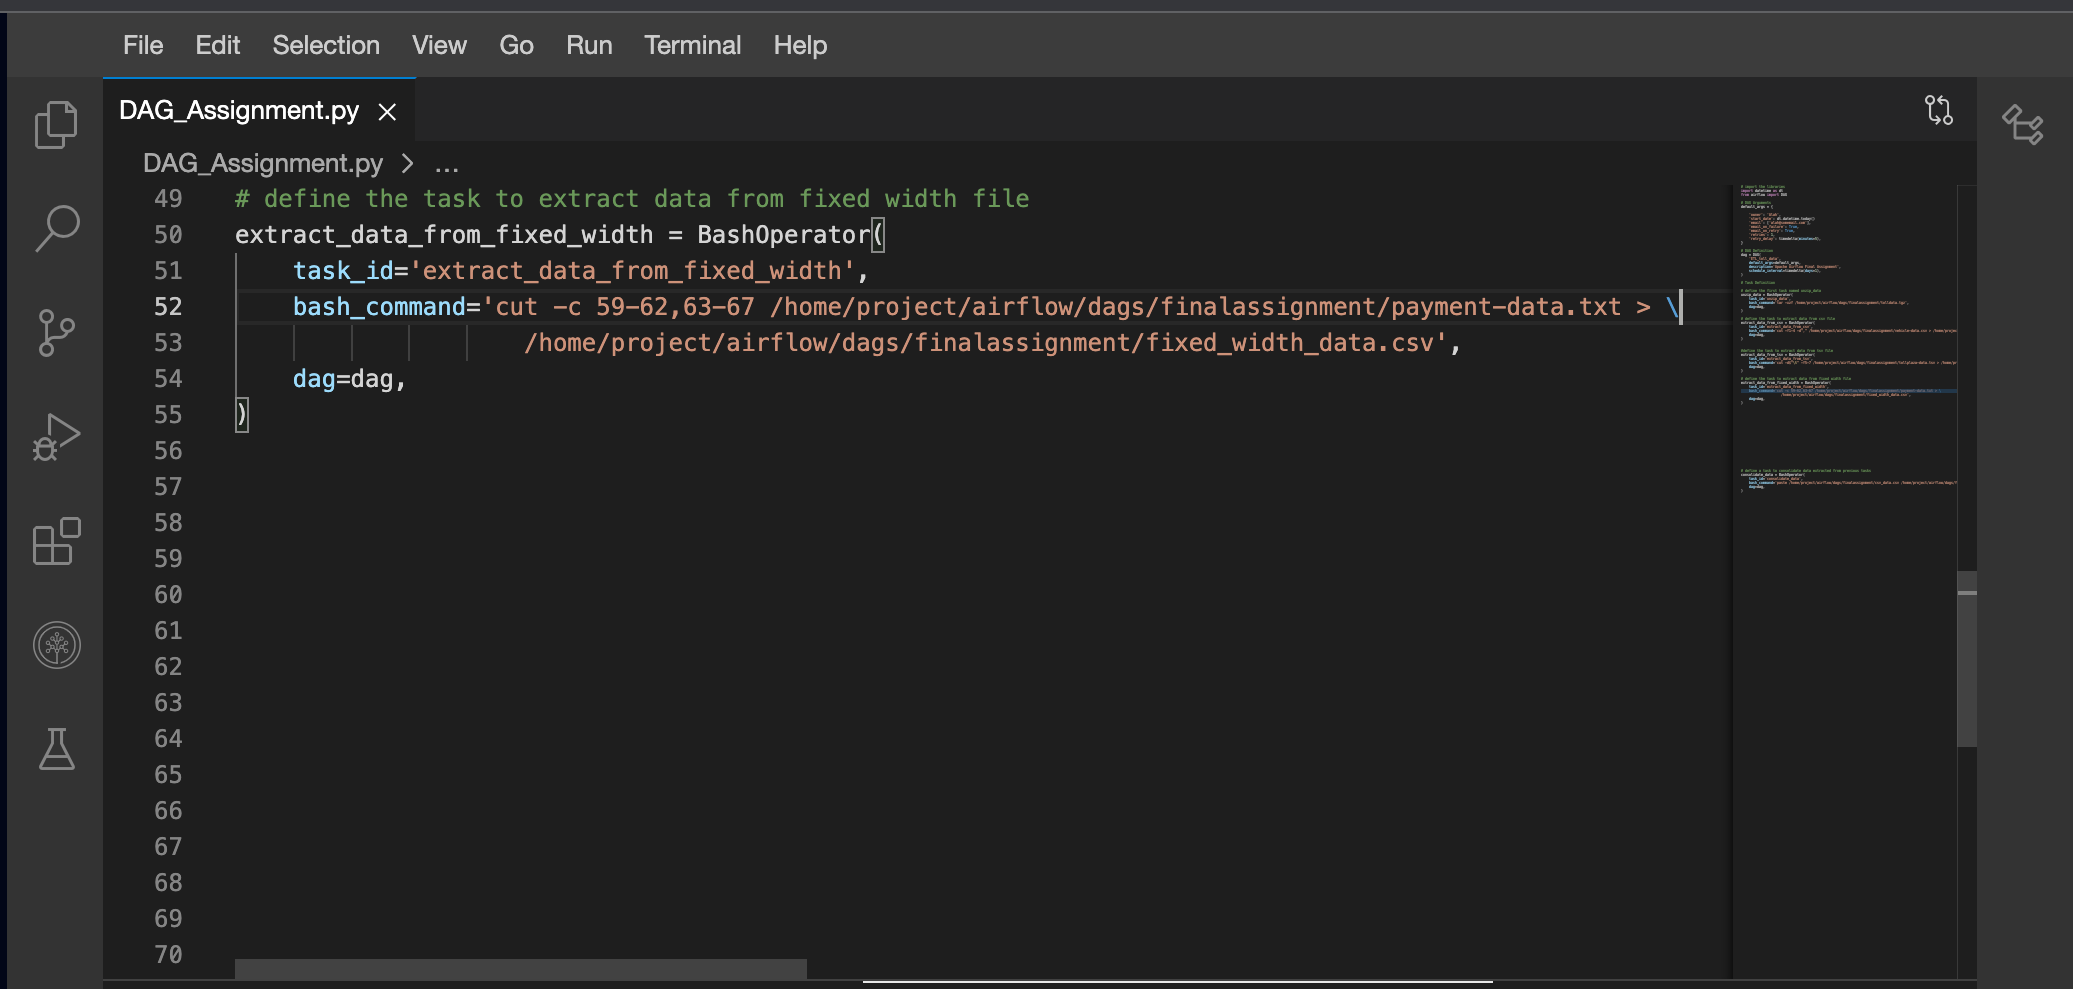 File Edit Selection View Go Run Terminal Help
DAG_Assignment.py
DAG_Assignment.py > ...
49 # define the task to extract data from fixed width file
50 extract_data_from_fixed_width = BashOperator(
51 task_id='extract_data_from_fixed_width',
52 bash_command='cut -c 59-62,63-67 /home/project/airflow/dags/finalassignment/payment-data.txt > \
53 /home/project/airflow/dags/finalassignment/fixed_width_data.csv',
54 dag=dag,
55 )
56
57
58
59
60
61
62
63
64
65
66
67
68
69
70